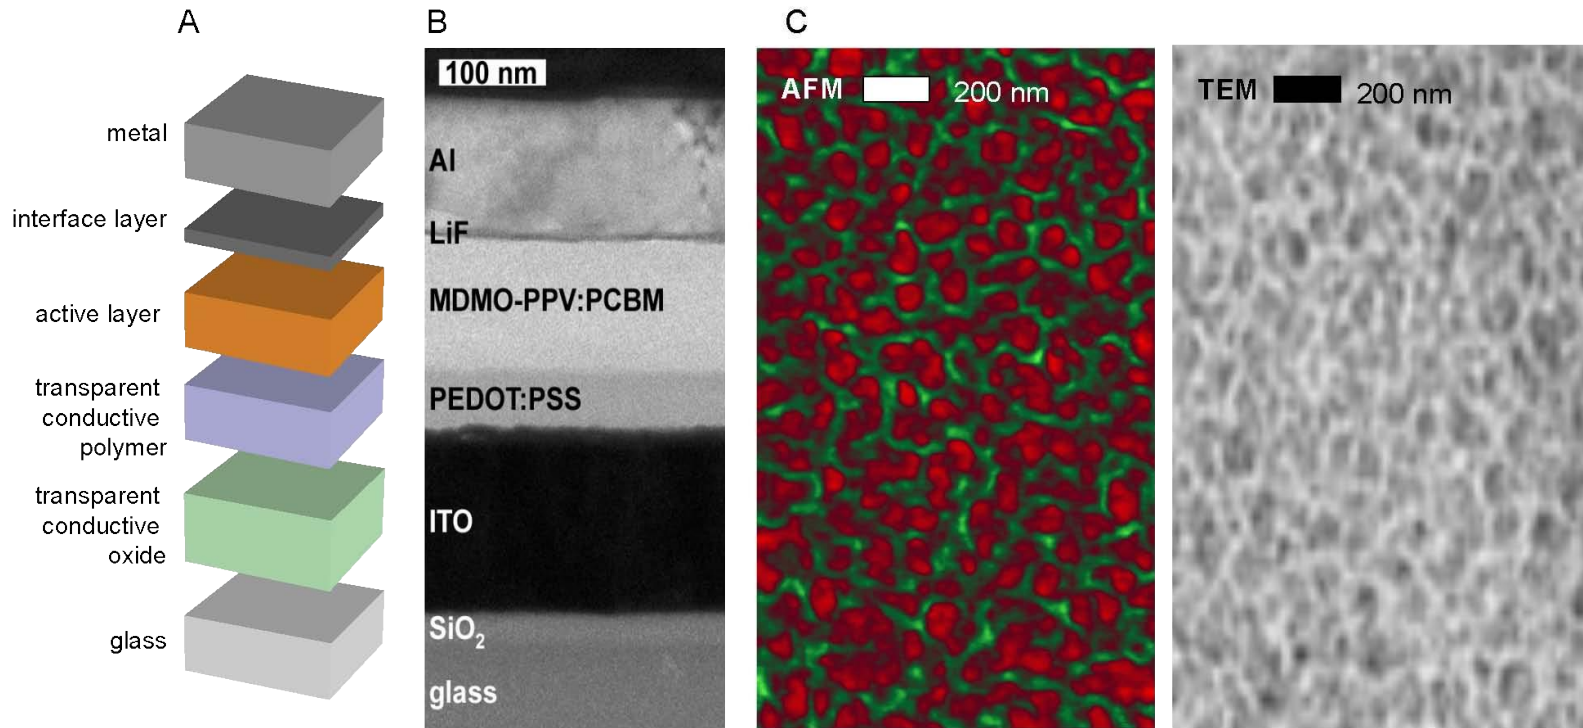 A
metal
interface layer
active layer
transparent
conductive
polymer
transparent
conductive
oxide
glass
B
100 nm
Al
LiF
MDMO-PPV:PCBM
PEDOT:PSS
ITO
SiO₂
glass
C
AFM 200 nm
TEM 200 nm